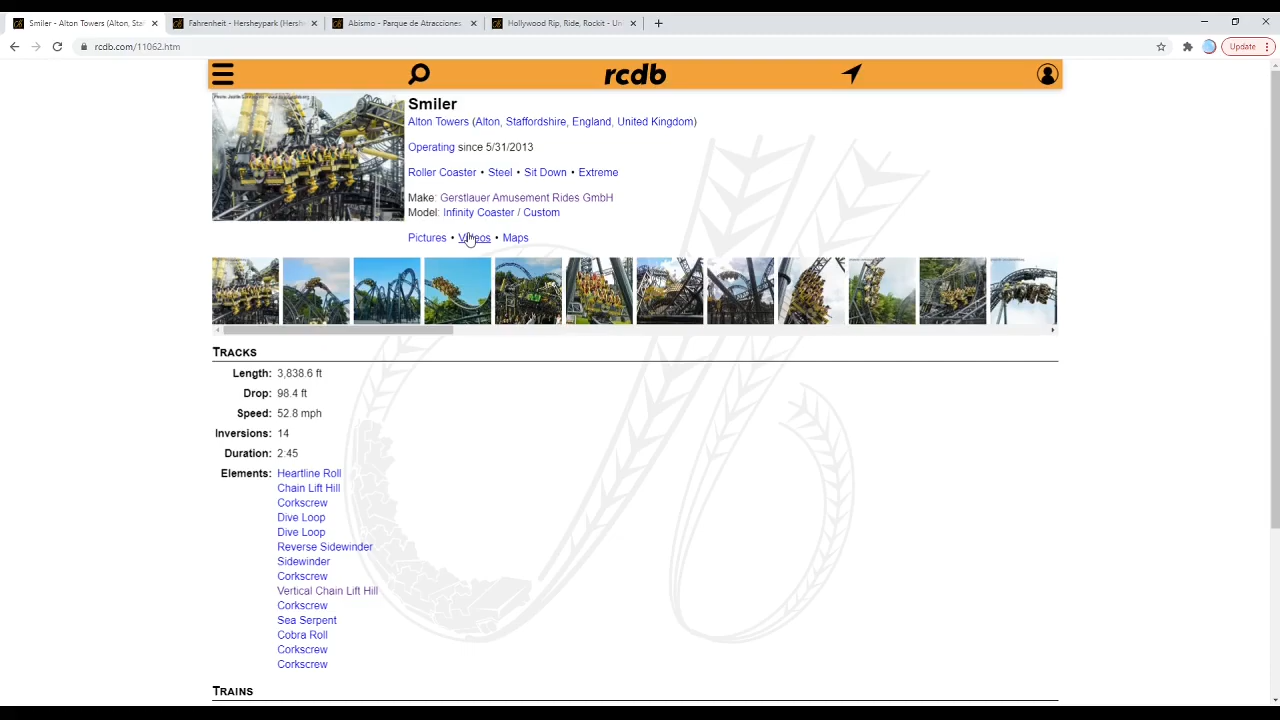 Smiler - Alton Towers (Alton, Sta
Fahrenheit - Hersheypark (Hersh
Abismo - Parque de Atracciones
Hollywood Rip, Ride, Rockit - Un
rcdb.com/11062.htm
Update
rcdb
Smiler
Alton Towers (Alton, Staffordshire, England, United Kingdom)
Operating since 5/31/2013
Roller Coaster • Steel • Sit Down • Extreme
Make: Gerstlauer Amusement Rides GmbH
Model: Infinity Coaster / Custom
Pictures • Videos • Maps
TRACKS
Length: 3,838.6 ft
Drop: 98.4 ft
Speed: 52.8 mph
Inversions: 14
Duration: 2:45
Elements: Heartline Roll
Chain Lift Hill
Corkscrew
Dive Loop
Dive Loop
Reverse Sidewinder
Sidewinder
Corkscrew
Vertical Chain Lift Hill
Corkscrew
Sea Serpent
Cobra Roll
Corkscrew
Corkscrew
TRAINS